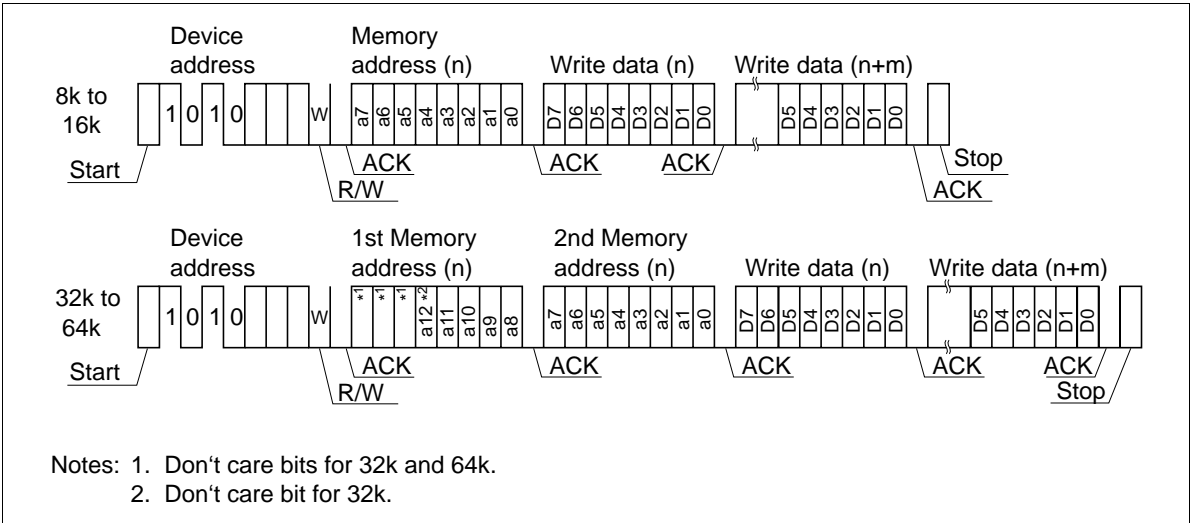 Device Memory
address address (n) Write data (n) Write data (n+m)
8k to
16k
1 0 1 0 W a7 a6 a5 a4 a3 a2 a1 a0 D7 D6 D5 D4 D3 D2 D1 D0 D5 D4 D3 D2 D1 D0
Start ACK ACK ACK Stop
R/W ACK
Device 1st Memory 2nd Memory
address address (n) address (n) Write data (n) Write data (n+m)
32k to
64k
1 0 1 0 W *1 *1 *1 a12 *2 a11 a10 a9 a8 a7 a6 a5 a4 a3 a2 a1 a0 D7 D6 D5 D4 D3 D2 D1 D0 D5 D4 D3 D2 D1 D0
Start ACK ACK ACK ACK ACK
R/W Stop
Notes: 1. Don‘t care bits for 32k and 64k.
2. Don‘t care bit for 32k.